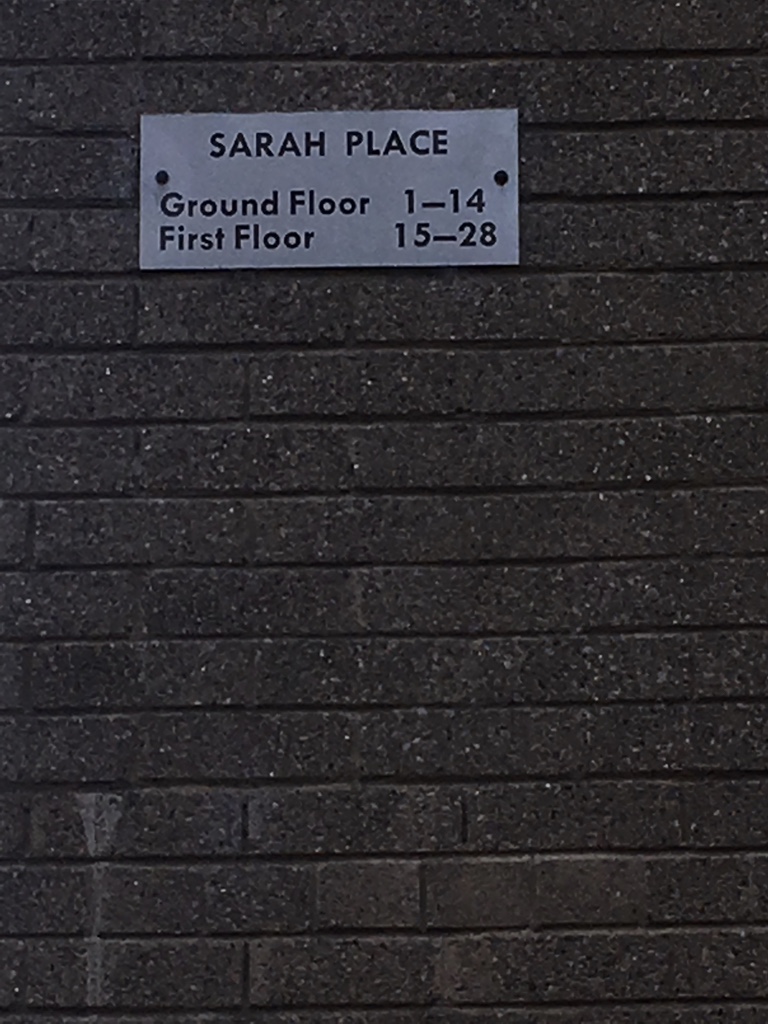 SARAH PLACE
Ground Floor 1—14
First Floor 15—28